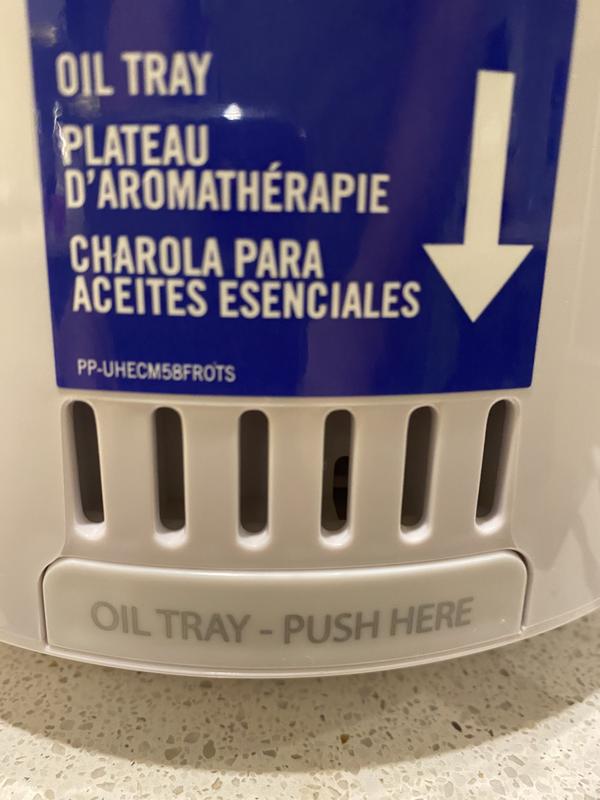 OIL TRAY
PLATEAU
D'AROMATHÉRAPIE
CHAROLA PARA
ACEITES ESENCIALES
PP-UHECM58FROTS
OIL TRAY - PUSH HERE